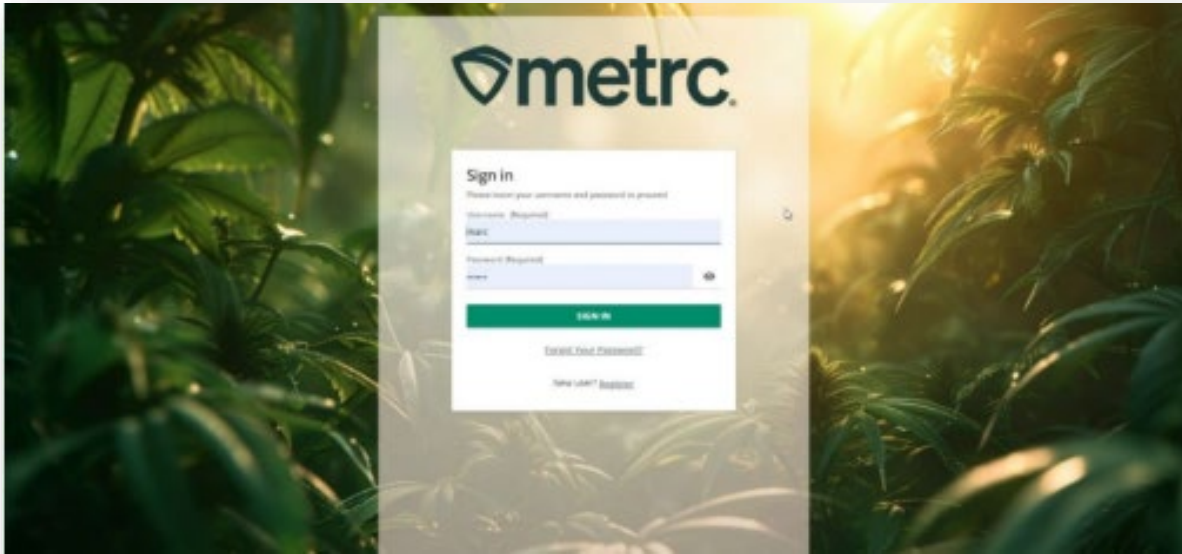 metrc
Sign in
Please enter your username and password to proceed
Username (Required)
Password (Required)
SIGN IN
Forgot Your Password?
New user? Register